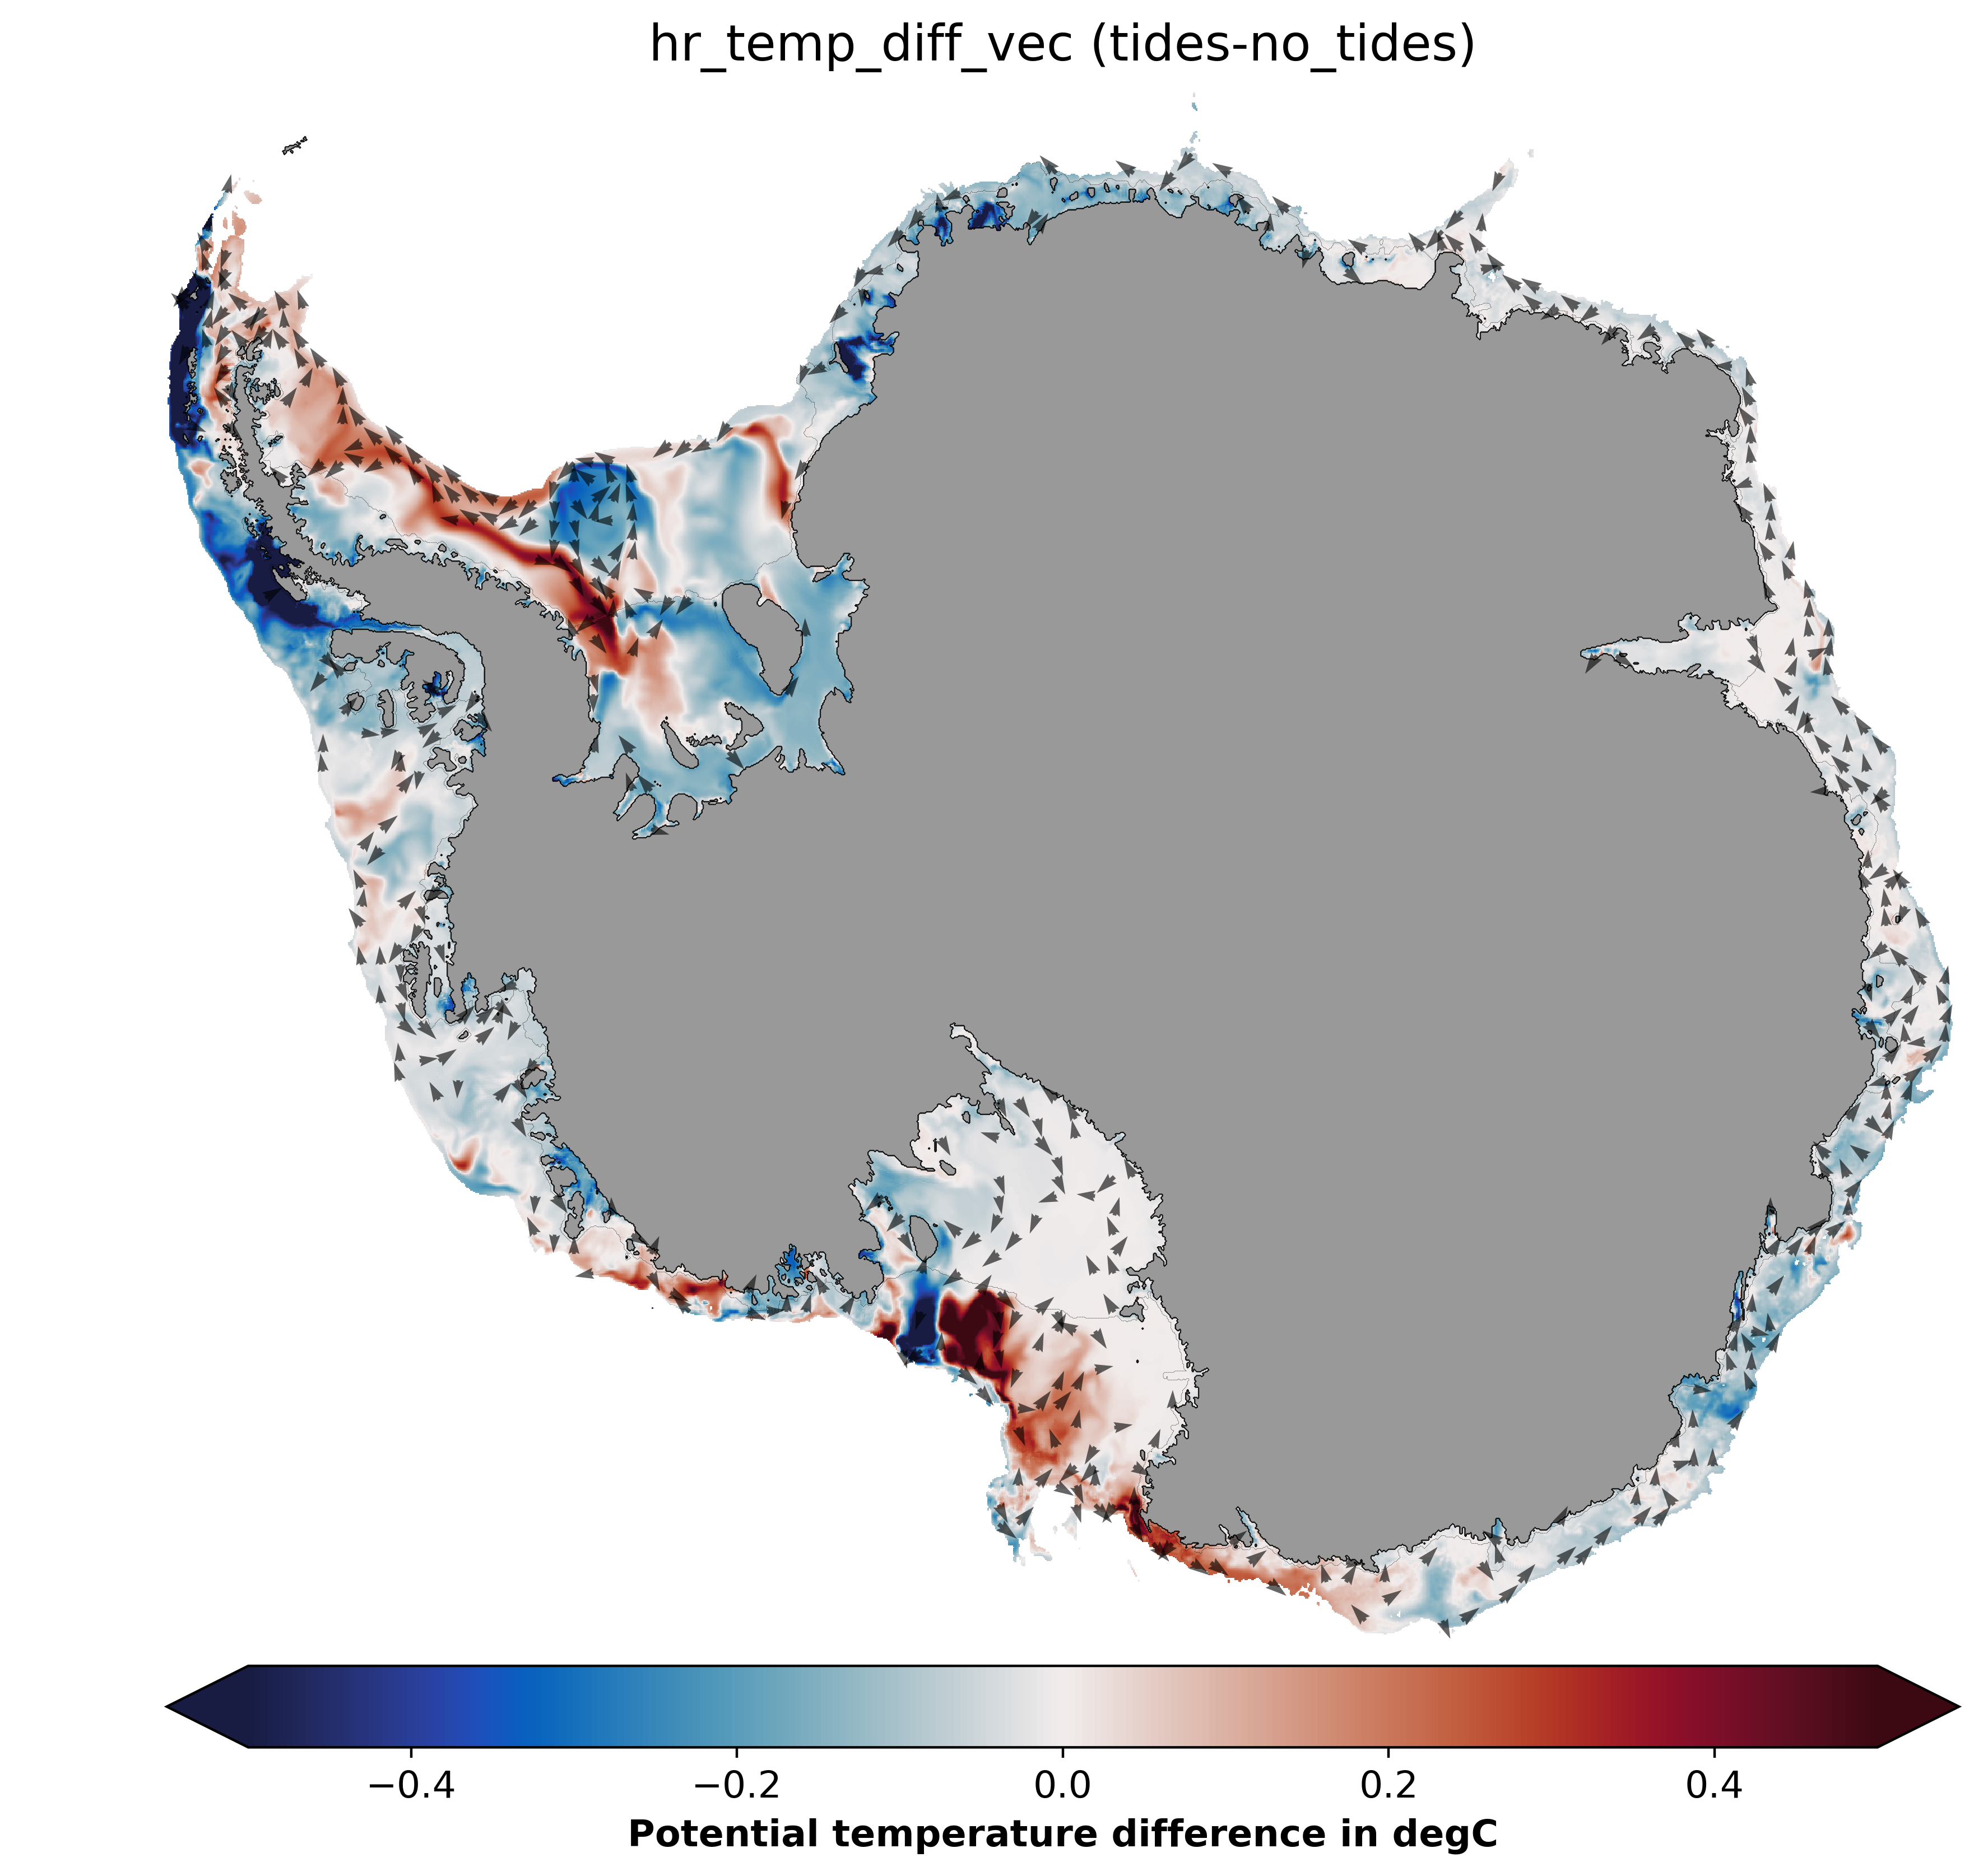 hr_temp_diff_vec (tides-no_tides)
−0.4 −0.2 0.0 0.2 0.4
Potential temperature difference in degC